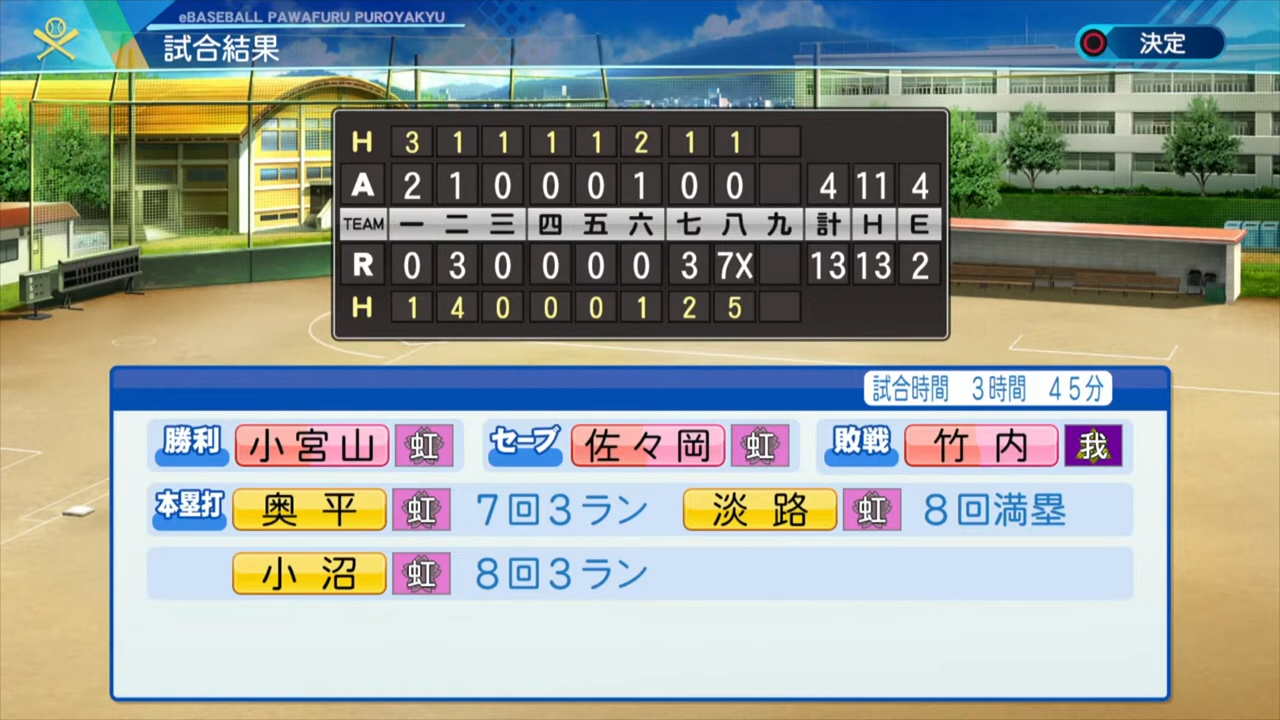 eBASEBALL PAWAFURU PUROYAKYU
試合結果
決定
H 3 1 1 1 1 2 1 1
A 2 1 0 0 0 1 0 0 4 11 4
TEAM 一 二 三 四 五 六 七 八 九 計 H E
R 0 3 0 0 0 0 3 7X 13 13 2
H 1 4 0 0 0 1 2 5
試合時間 3時間 45分
勝利 小宮山 虹 セーブ 佐々岡 虹 敗戦 竹内 我
本塁打 奥平 虹 7回3ラン 淡路 虹 8回満塁
小沼 虹 8回3ラン